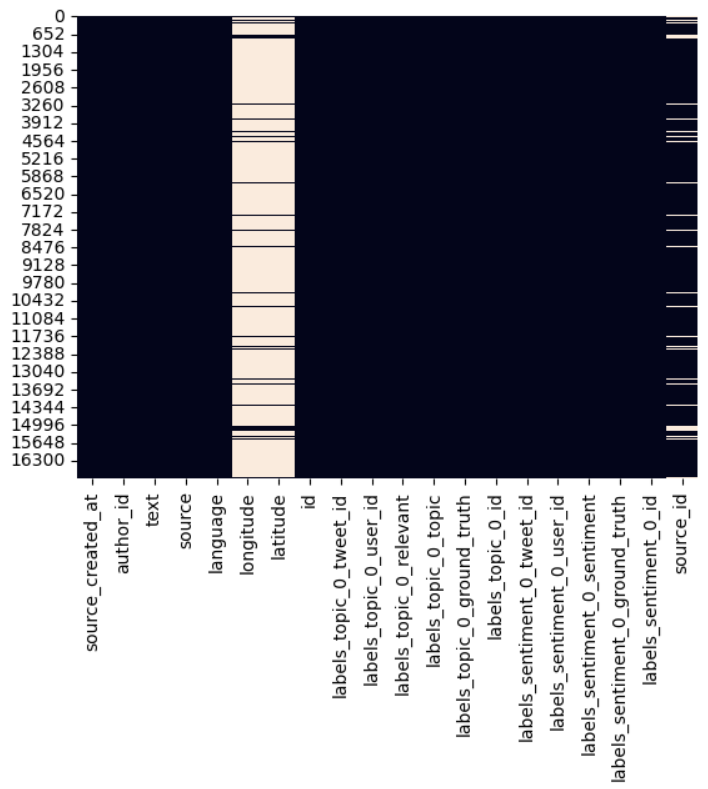 0
652
1304
1956
2608
3260
3912
4564
5216
5868
6520
7172
7824
8476
9128
9780
10432
11084
11736
12388
13040
13692
14344
14996
15648
16300
source_created_at
author_id
text
source
language
longitude
latitude
id
labels_topic_0_tweet_id
labels_topic_0_user_id
labels_topic_0_relevant
labels_topic_0_topic
labels_topic_0_ground_truth
labels_topic_0_id
labels_sentiment_0_tweet_id
labels_sentiment_0_user_id
labels_sentiment_0_sentiment
labels_sentiment_0_ground_truth
labels_sentiment_0_id
source_id